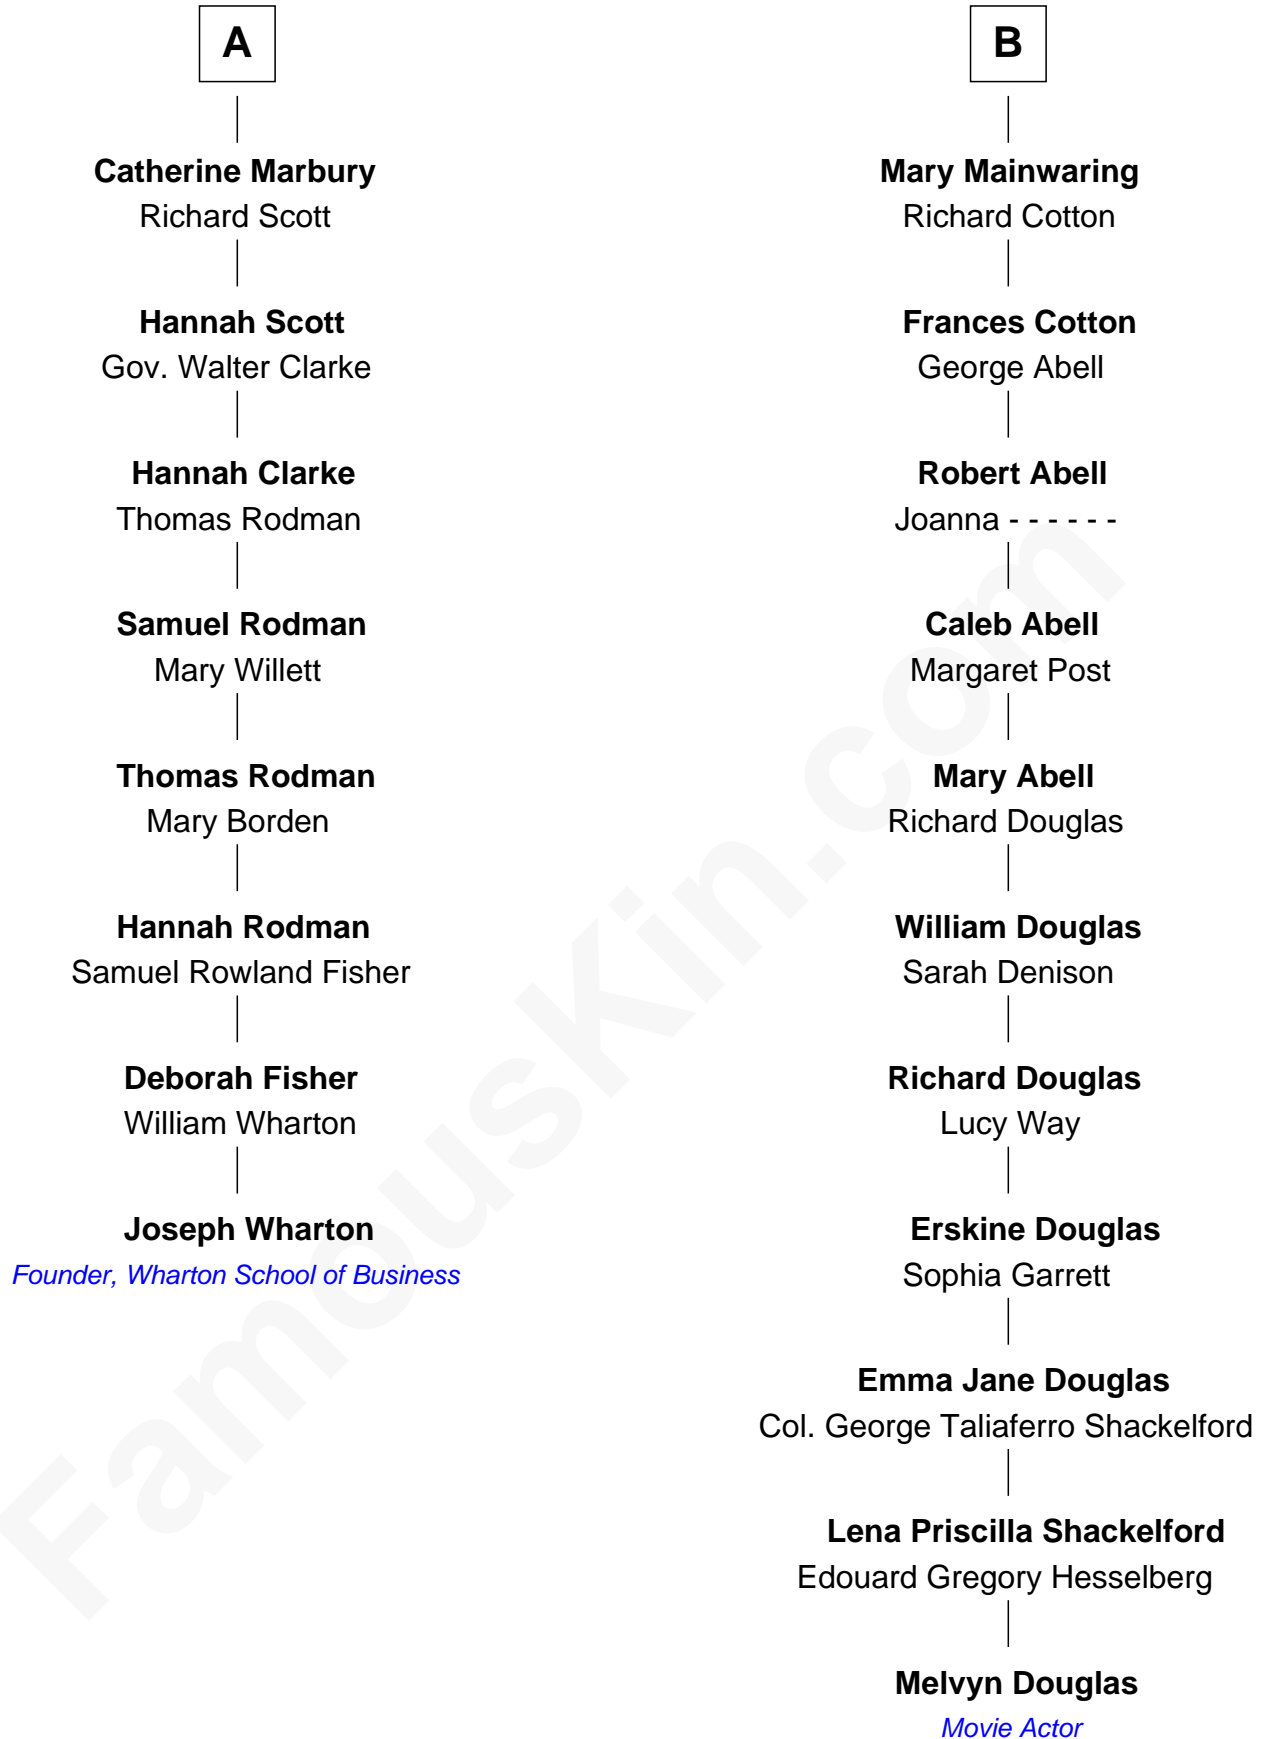 A
Catherine Marbury
Richard Scott
Hannah Scott
Gov. Walter Clarke
Hannah Clarke
Thomas Rodman
Samuel Rodman
Mary Willett
Thomas Rodman
Mary Borden
Hannah Rodman
Samuel Rowland Fisher
Deborah Fisher
William Wharton
Joseph Wharton
Founder, Wharton School of Business
B
Mary Mainwaring
Richard Cotton
Frances Cotton
George Abell
Robert Abell
Joanna - - - - - -
Caleb Abell
Margaret Post
Mary Abell
Richard Douglas
William Douglas
Sarah Denison
Richard Douglas
Lucy Way
Erskine Douglas
Sophia Garrett
Emma Jane Douglas
Col. George Taliaferro Shackelford
Lena Priscilla Shackelford
Edouard Gregory Hesselberg
Melvyn Douglas
Movie Actor
FamousKin.com